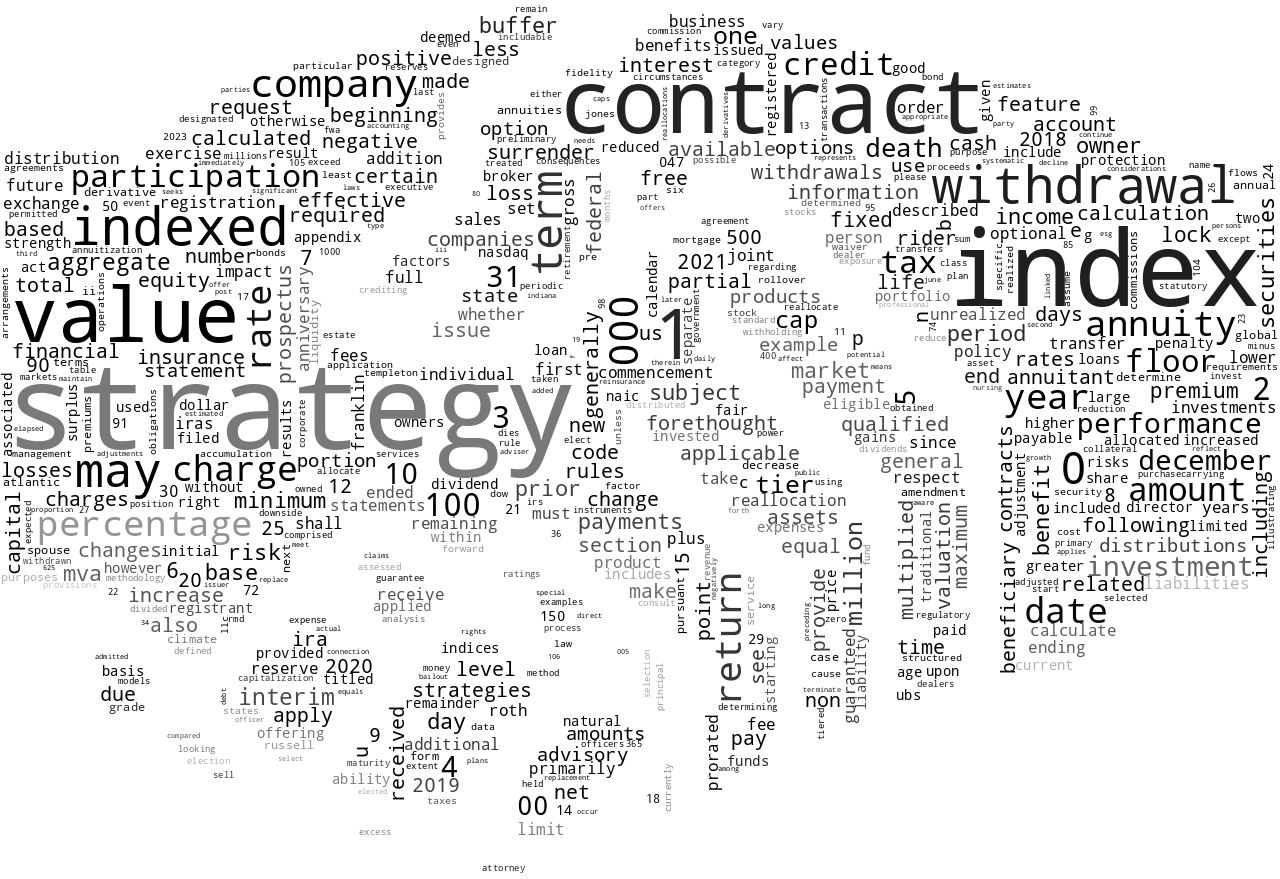 remain
business
buffer
commission
vary
deemed
includable
one
even
less
benefits
issued
values
positive
designed
particular
reserves
interest
category
credit
good
fidelity
circumstances
bond
company
made
contract
parties
last
either
caps
registered
given
estimates
request
designated
otherwise
beginning
annuities
jones
reallocations
derivatives
13
transactions
order
appropriate
feature
99
2023
fwa
accounting
provides
option
preliminary
needs
account
party
calculated
negative
surrender
reduced
available
options
death
cash
2018
owner
continue
distribution
exercise
millions
result
treated
consequences
represents
purpose
include
agreements
immediately
105
exceed
addition
broker
047
possible
use
proceeds
systematic
decline
protection
considerations
participation
least
certain
term
free
withdrawals
please
withdrawal
name
flows
24
future
derivative
seeks
significant
laws
executive
80
loss
gross
federal
six
information
26
annual
exchange
50
event
effective
set
part
determined
95
described
income
calculation
two
permitted
registration
required
type
sales
retirement
months
offers
stocks
fixed
b
based
indexed
companies
agreement
person
rider
sum
optional
e
g
esg
lock
persons
securities
strength
number
appendix
iii
nasdaq
pre
mortgage
500
waiver
dealer
transfers
85
except
third
annuitization
bonds
1000
7
factors
regarding
2021
joint
exposure
tax
class
specific
realized
index
commissions
104
act
aggregate
impact
full
31
periodic
calendar
partial
rollover
life
june
plan
linked
assume
statutory
total
ii
equity
offer
crediting
state
indiana
later
products
reallocate
portfolio
professional
arrangements
operations
post
17
rate
prospectus
anniversary
liquidity
98
stock
cap
n
unrealized
days
annuity
23
value
whether
issue
000
us
1
separate
government
standard
withholding
example
11
p
74
reduce
period
second
transfer
penalty
global
minus
financial
insurance
estate
fees
19
generally
daily
400
affect
potential
policy
asset
rates
loans
floor
lower
requirements
90
terms
statement
application
loan
therein
market
means
end
annuitant
determine
invest
markets
table
maintain
templeton
individual
first
commencement
payment
nursing
year
large
premium
2
associated
strategy
taken
added
reinsurance
naic
subject
eligible
5
obtained
reduction
investments
elapsed
surplus
used
dollar
estimated
franklin
3
new
distributed
fair
qualified
higher
performance
premiums
91
obligations
iras
filed
results
corporate
owners
dies
rule
adviser
elect
unless
forethought
power
gains
since
dividends
payable
allocated
increased
management
adjustments
accumulation
services
code
invested
applicable
general
contracts
growth
collateral
reflect
losses
may
charge
portion
allocate
10
rules
decrease
public
adjustment
benefit
0
risks
december
purchase
carrying
atlantic
without
owned
12
dividend
factor
take
c
tier
using
respect
share
charges
30
position
right
minimum
ended
100
dow
irs
prior
change
reallocation
amendment
security
8
amount
capital
expected
proportion
27
downside
statements
21
must
instruments
forth
assets
aware
included
director
years
percentage
25
comprised
shall
remaining
payments
expenses
multiplied
traditional
valuation
maximum
cost
following
limited
including
illustrating
spouse
changes
initial
risk
next
meet
within
36
section
plus
equal
million
fund
primary
distributions
withdrawn
625
however
6
base
claims
forward
product
15
revenue
negatively
beneficiary
greater
applies
investment
purposes
mva
methodology
20
issuer
replace
assessed
ratings
includes
provide
price
adjusted
start
related
liabilities
provisions
22
increase
72
guarantee
receive
special
make
pursuant
point
return
service
long
zero
selected
divided
registrant
applied
examples
consult
preceding
regulatory
date
34
also
11c
crmd
expense
analysis
150
direct
29
guaranteed
liability
paid
calculate
climate
actual
ira
rights
process
see
starting
time
ending
defined
provided
connection
indices
law
005
case
structured
current
admitted
basis
reserve
2020
money
level
106
selection
principal
cause
age
upon
models
capitalization
titled
bailout
method
terminate
dealers
due
debt
interim
equals
strategies
determining
non
ubs
grade
states
officer
apply
remainder
roth
tiered
compared
offering
received
day
data
natural
prorated
fee
looking
russell
u
9
additional
amounts
officers
365
pay
election
select
form
advisory
among
funds
sell
maturity
extent
4
plans
primarily
currently
ability
2019
held
replacement
elected
taxes
net
18
00
14
occur
excess
limit
attorney